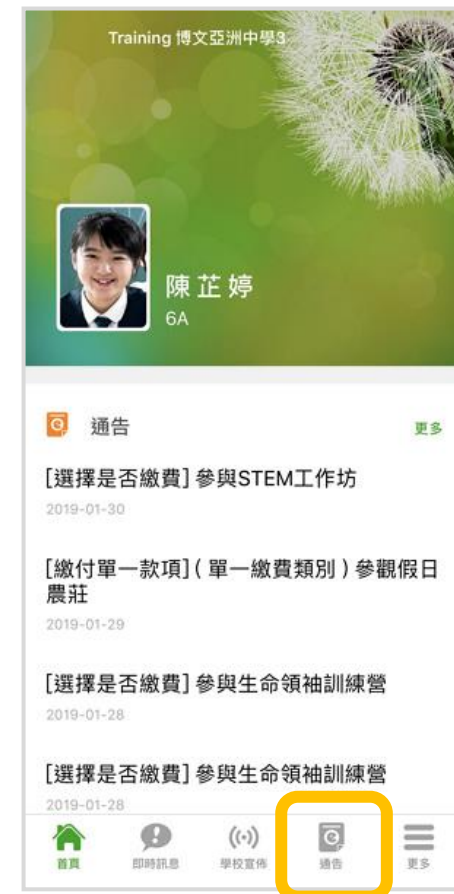 Training 博文亞洲中學3
陳芷婷
6A
通告
更多
[選擇是否繳費] 參與STEM工作坊
2019-01-30
[繳付單一款項] ( 單一繳費類別 ) 參觀假日
農莊
2019-01-29
[選擇是否繳費] 參與生命領袖訓練營
2019-01-28
[選擇是否繳費] 參與生命領袖訓練營
2019-01-28
首頁
即時訊息
學校宣佈
通告
更多